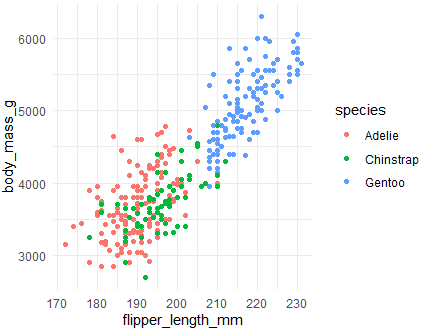 6000
5000
4000
3000
body_mass_g
170 180 190 200 210 220 230
flipper_length_mm
species
Adelie
Chinstrap
Gentoo